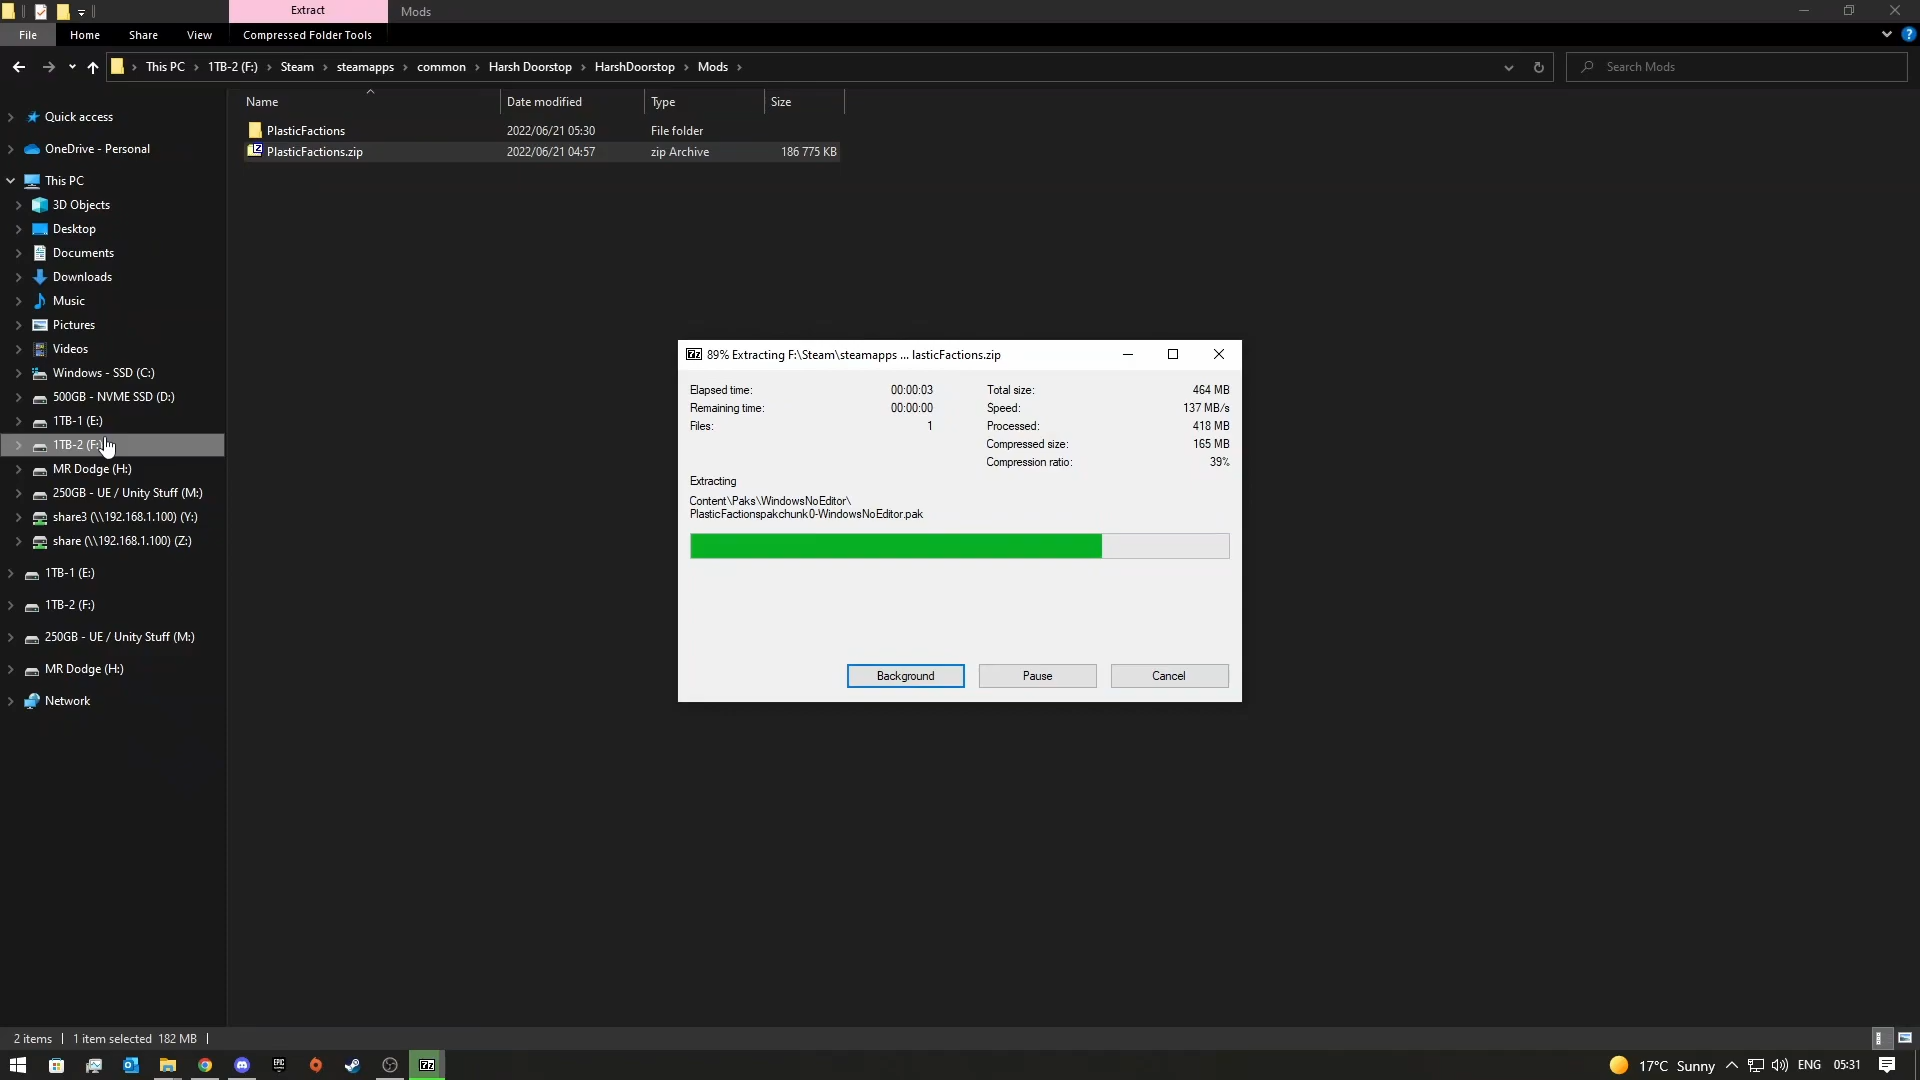 Extract
Mods
File
Home
Share
View
Compressed Folder Tools
This PC
1TB-2 (F:)
Steam
steamapps
common
Harsh Doorstop
HarshDoorstop
Mods
Search Mods
Name
Date modified
Type
Size
PlasticFactions
2022/06/21 05:30
File folder
PlasticFactions.zip
2022/06/21 04:57
zip Archive
186 775 KB
Quick access
OneDrive - Personal
This PC
3D Objects
Desktop
Documents
Downloads
Music
Pictures
Videos
Windows - SSD (C:)
500GB - NVME SSD (D:)
1TB-1 (E:)
1TB-2 (F:)
MR Dodge (H:)
250GB - UE / Unity Stuff (M:)
share3 (\\192.168.1.100) (Y:)
share (\\192.168.1.100) (Z:)
1TB-1 (E:)
1TB-2 (F:)
250GB - UE / Unity Stuff (M:)
MR Dodge (H:)
Network
89% Extracting F:\Steam\steamapps ... lasticFactions.zip
Elapsed time: 00:00:03
Remaining time: 00:00:00
Files: 1
Total size: 464 MB
Speed: 137 MB/s
Processed: 418 MB
Compressed size: 165 MB
Compression ratio: 39%
Extracting
Content\Paks\WindowsNoEditor\
PlasticFactionspakchunk0-WindowsNoEditor.pak
Background
Pause
Cancel
2 items
1 item selected 182 MB
17°C Sunny
ENG
05:31